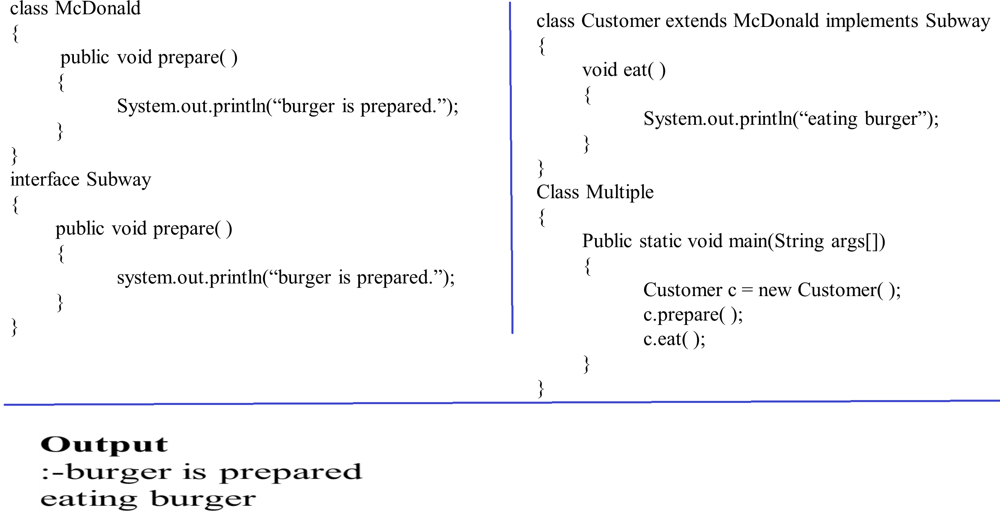 class McDonald
{
public void prepare( )
{
System.out.println(“burger is prepared.”);
}
}
interface Subway
{
public void prepare( )
{
system.out.println(“burger is prepared.”);
}
}
class Customer extends McDonald implements Subway
{
void eat( )
{
System.out.println(“eating burger”);
}
}
Class Multiple
{
Public static void main(String args[])
{
Customer c = new Customer( );
c.prepare( );
c.eat( );
}
}
Output
:-burger is prepared
eating burger